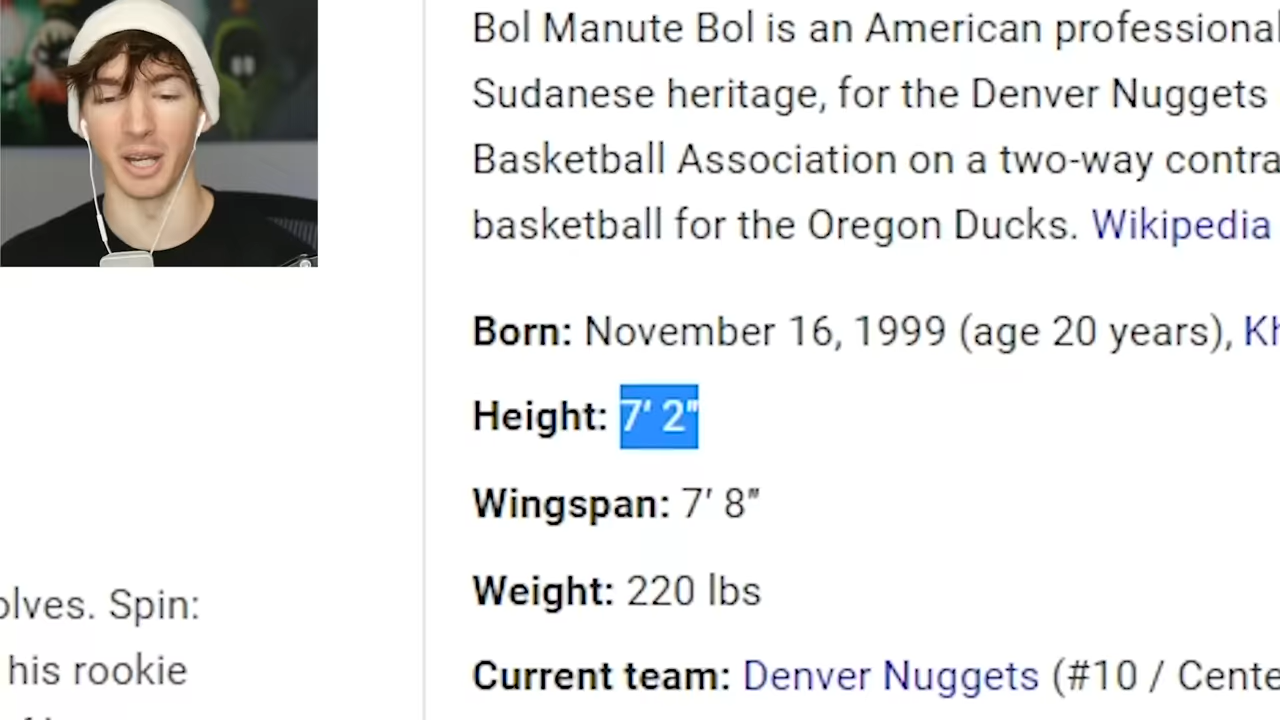 Bol Manute Bol is an American professional
Sudanese heritage, for the Denver Nuggets
Basketball Association on a two-way contra
basketball for the Oregon Ducks. Wikipedia
Born: November 16, 1999 (age 20 years), Kh
Height: 7′ 2″
Wingspan: 7′ 8″
Weight: 220 lbs
Current team: Denver Nuggets (#10 / Cente
olves. Spin:
his rookie